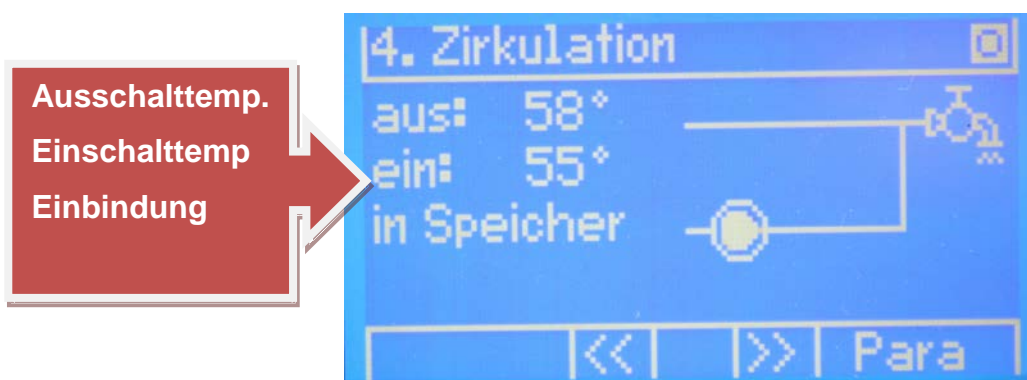 Ausschalttemp.
Einschalttemp
Einbindung
4. Zirkulation
aus: 58°
ein: 55°
in Speicher
<< >> Para